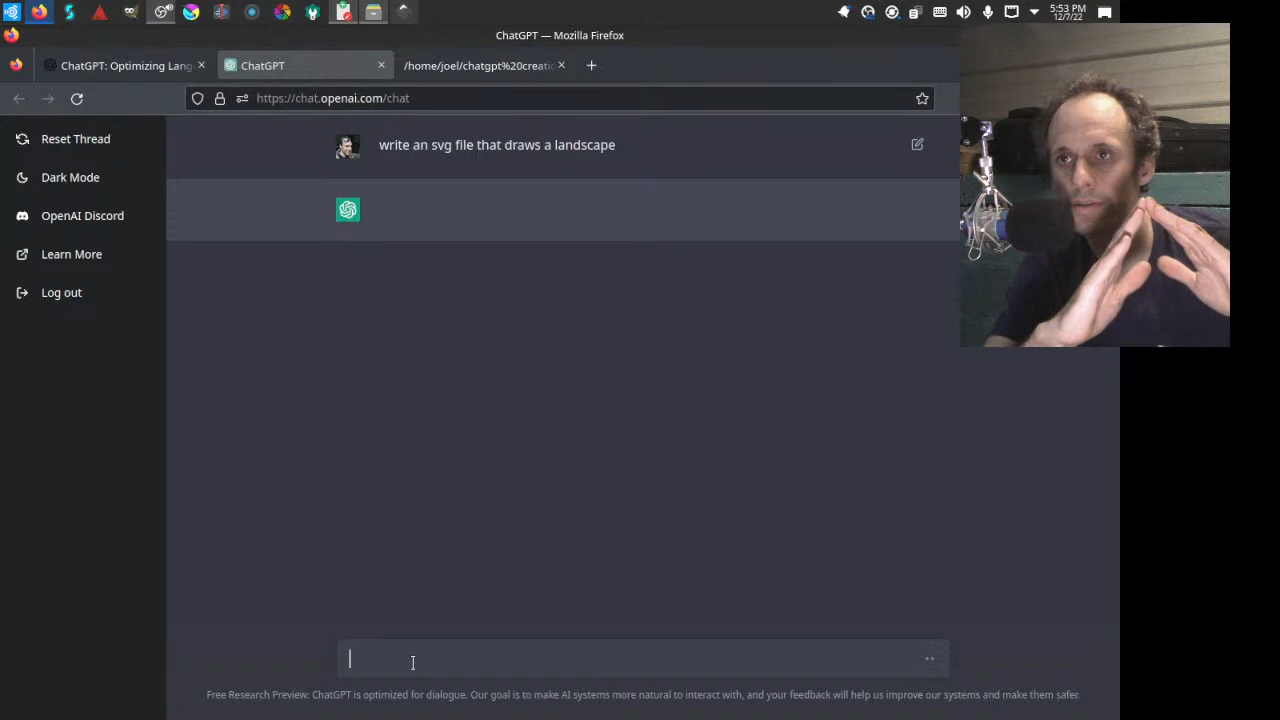 5:53 PM
12/7/22
ChatGPT — Mozilla Firefox
ChatGPT: Optimizing Lang
ChatGPT
/home/joel/chatgpt%20creatio
https://chat.openai.com/chat
Reset Thread
write an svg file that draws a landscape
Dark Mode
OpenAI Discord
Learn More
Log out
Free Research Preview: ChatGPT is optimized for dialogue. Our goal is to make AI systems more natural to interact with, and your feedback will help us improve our systems and make them safer.